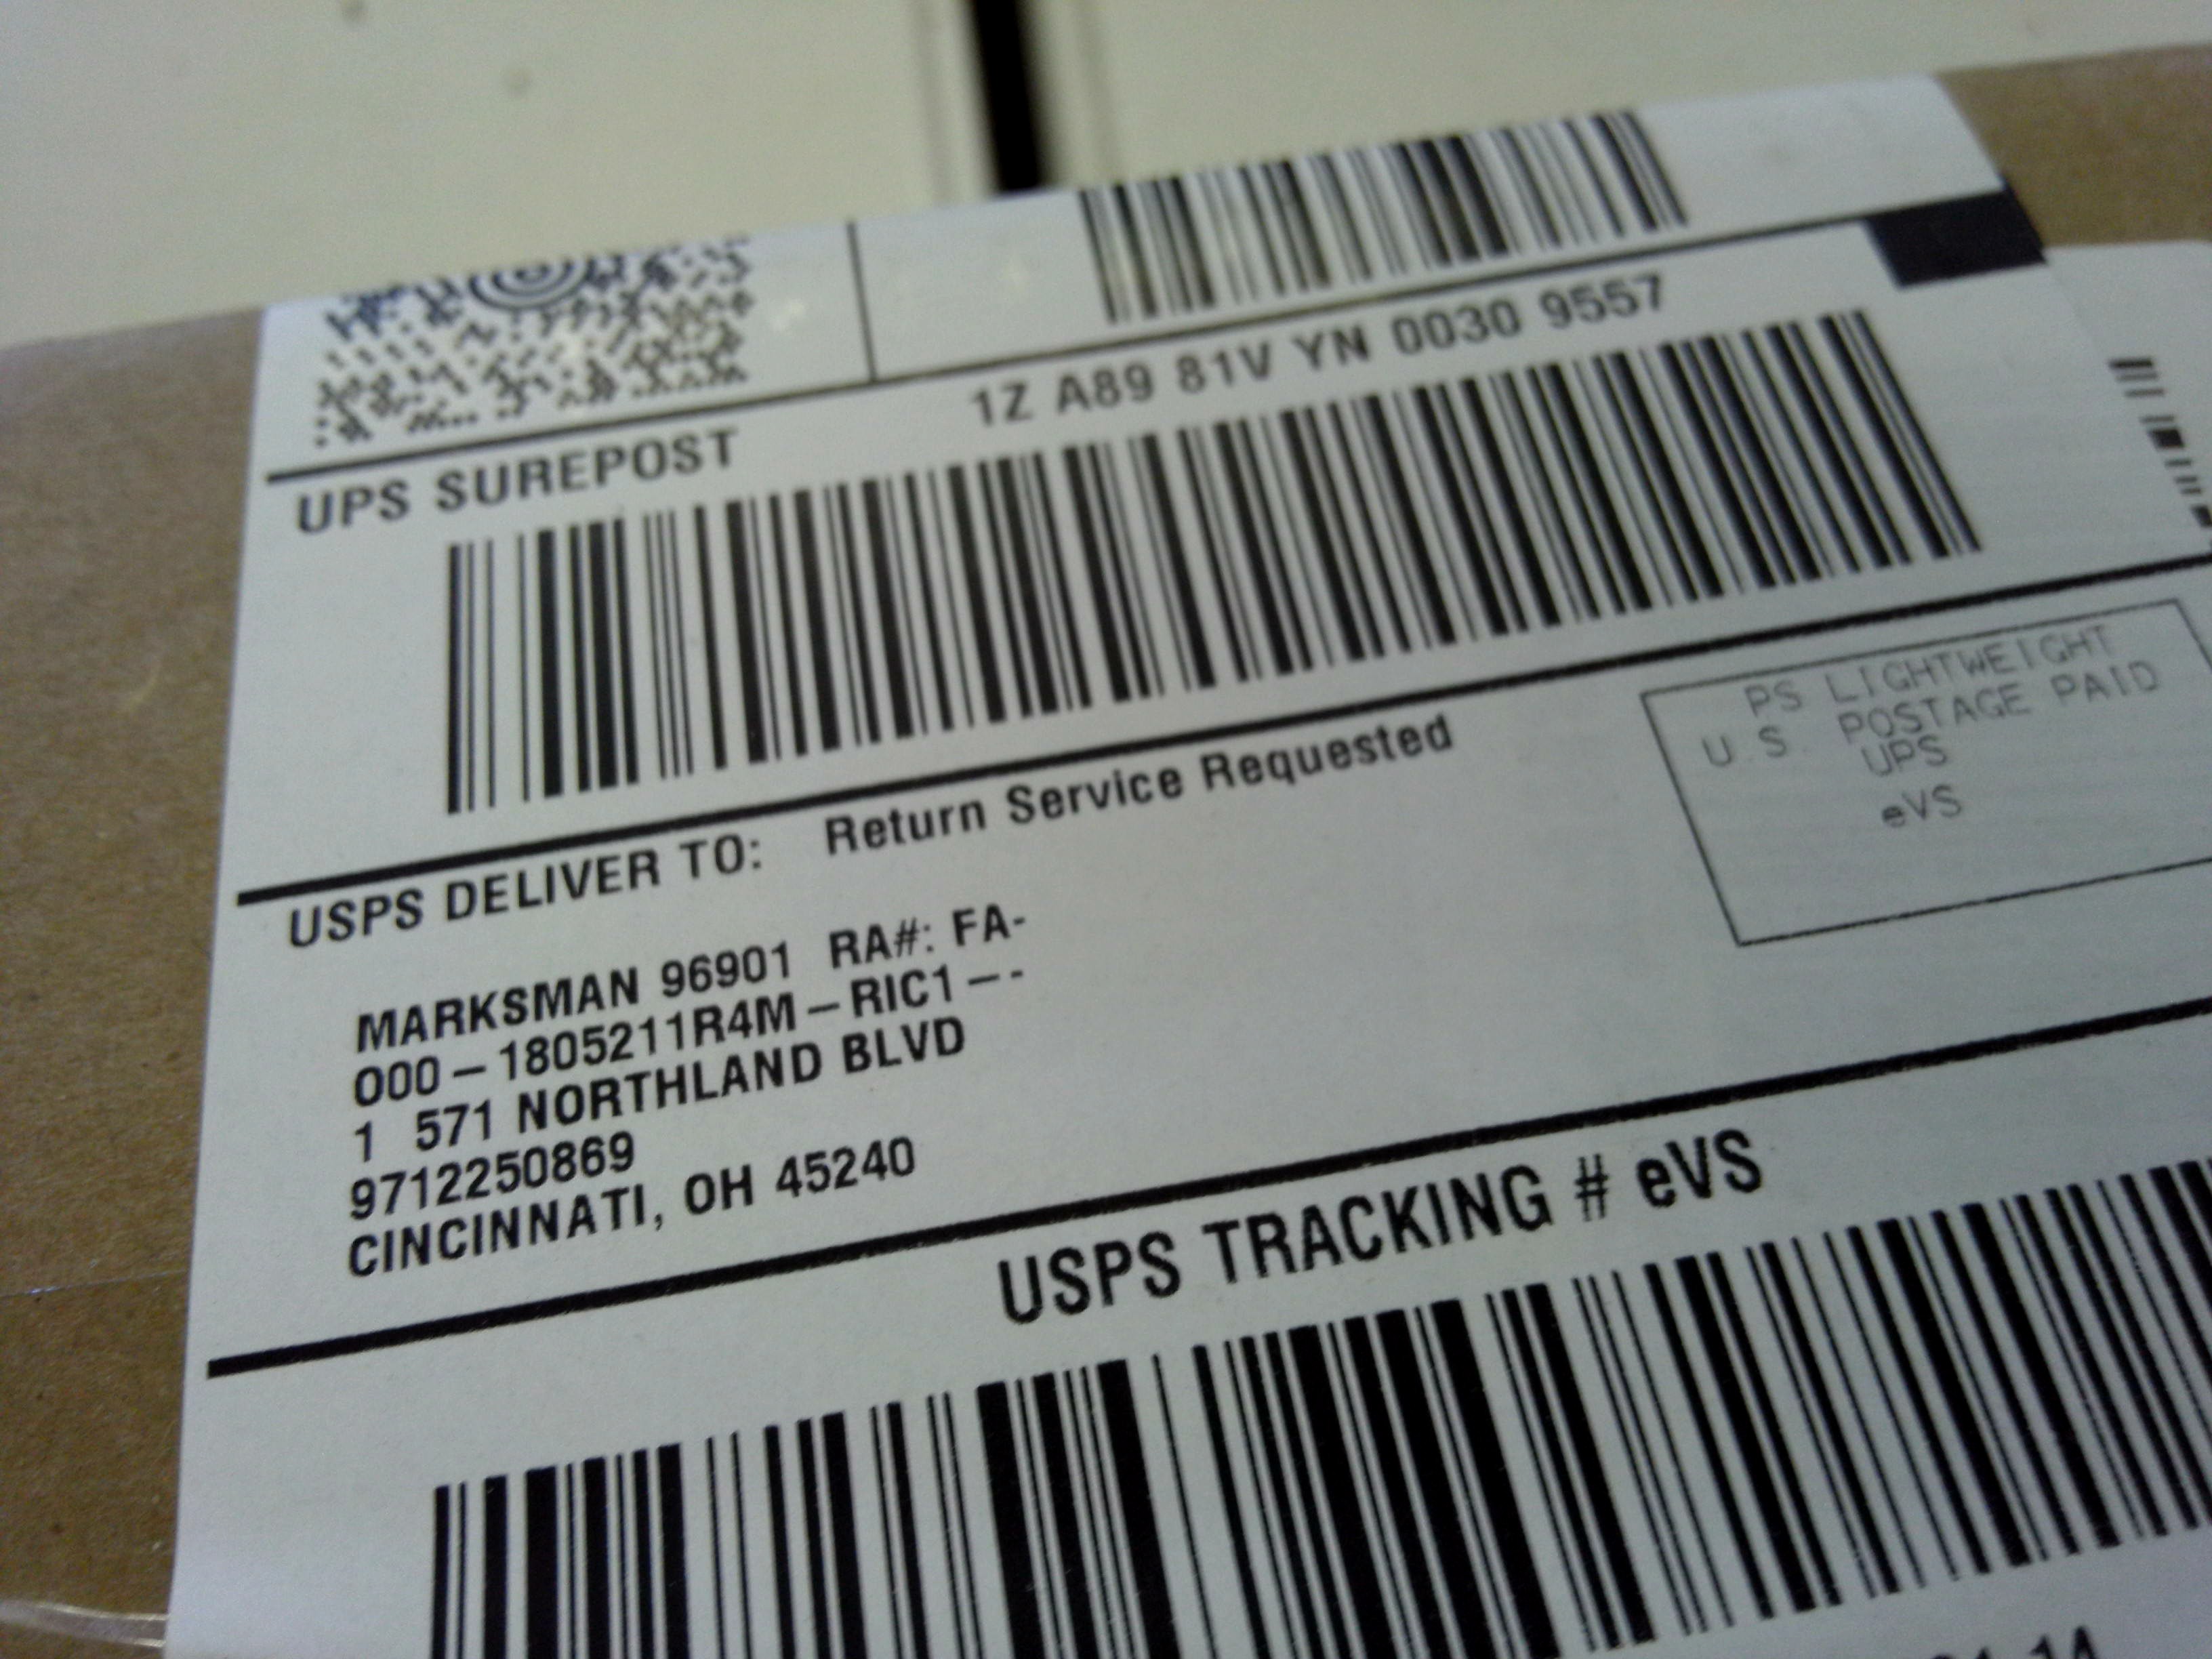 UPS SUREPOST
1Z A89 81V YN 0030 9557
USPS DELIVER TO: Return Service Requested
PS LIGHTWEIGHT
U.S. POSTAGE PAID
UPS
eVS
MARKSMAN 96901 RA#: FA-
000-1805211R4M-RIC1--
1 571 NORTHLAND BLVD
9712250869
CINCINNATI, OH 45240
USPS TRACKING # eVS